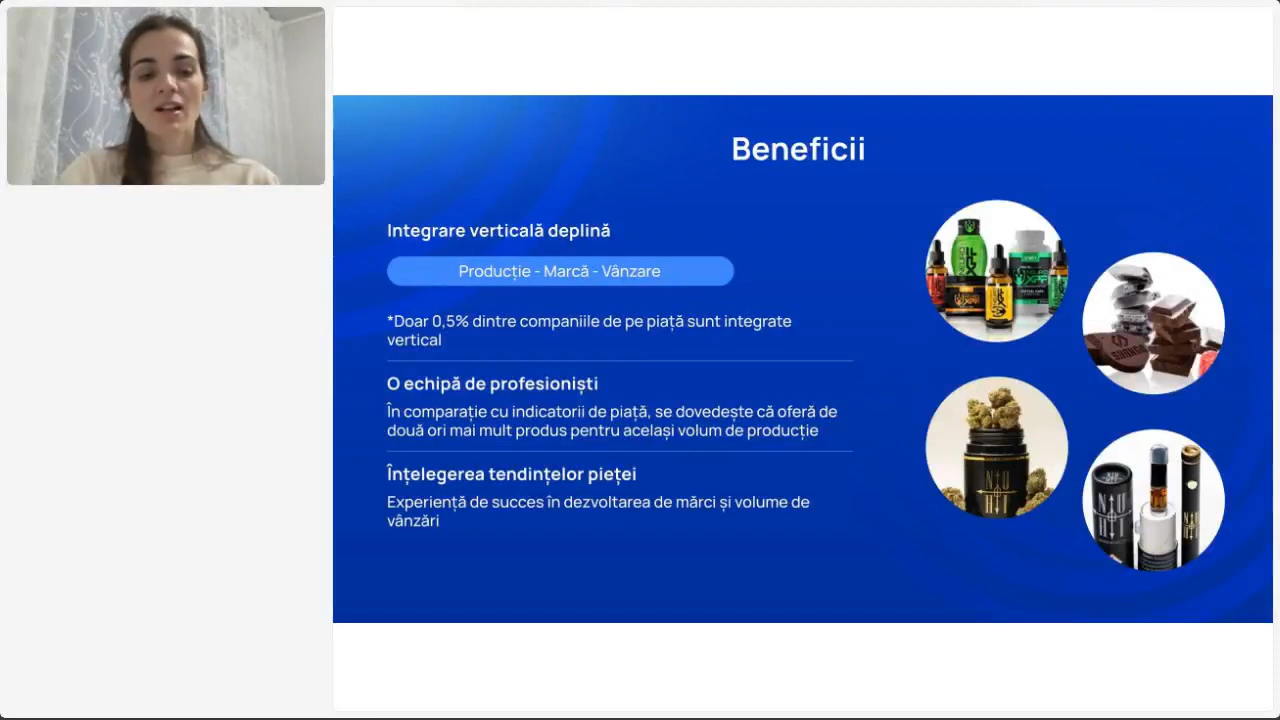 Beneficii
Integrare verticală deplină
Producție - Marcă - Vânzare
*Doar 0,5% dintre companiile de pe piață sunt integrate
vertical
O echipă de profesioniști
În comparație cu indicatorii de piață, se dovedește că oferă de
două ori mai mult produs pentru același volum de producție
Înțelegerea tendințelor pieței
Experiență de succes în dezvoltarea de mărci și volume de
vânzări